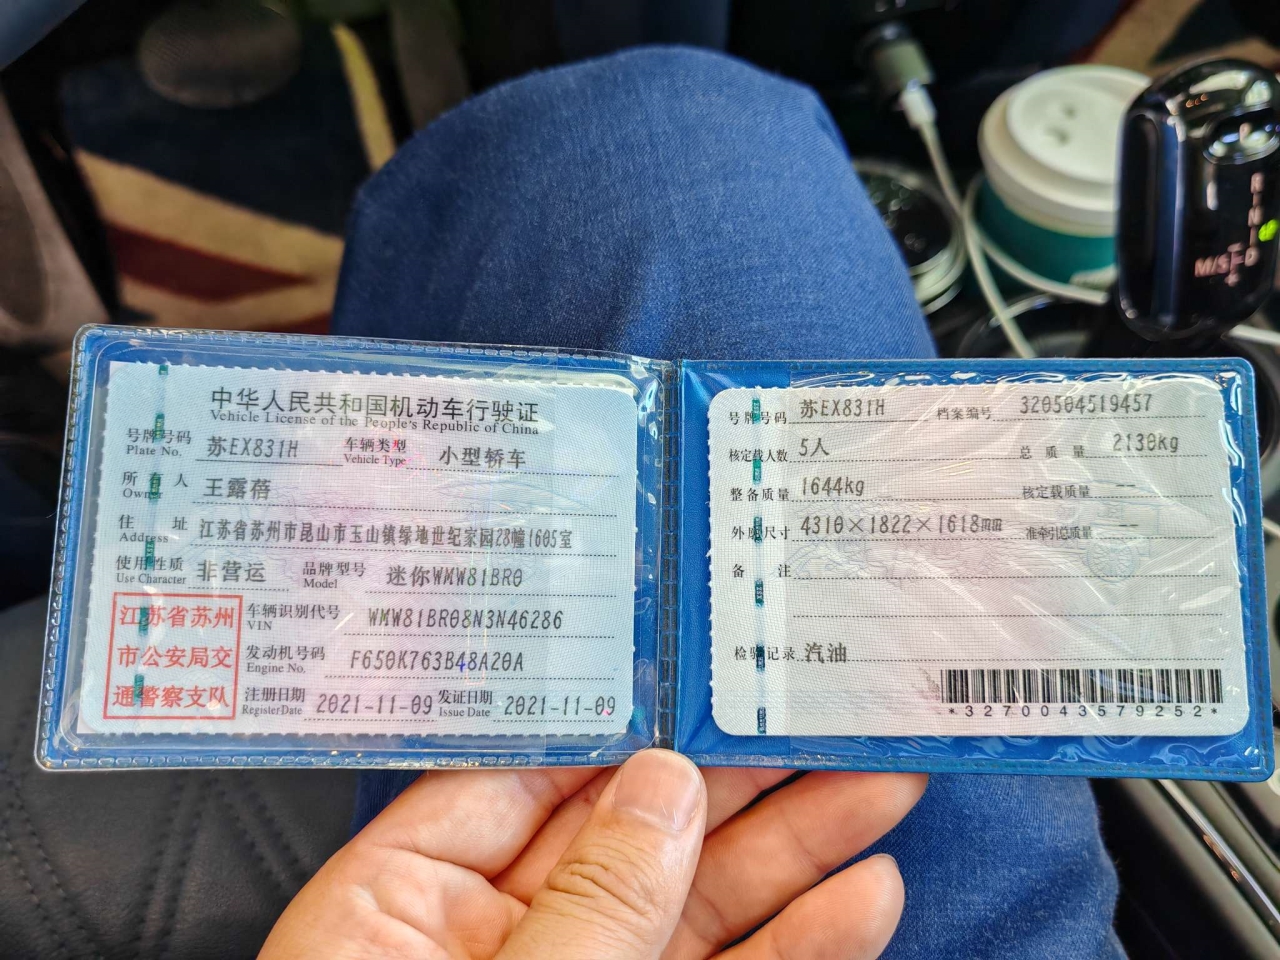 中华人民共和国机动车行驶证
Vehicle License of the People's Republic of China
号牌号码 苏EX831H 车辆类型 小型轿车
Plate No. Vehicle Type
所有人 王露蓓
Owner
住址 江苏省苏州市昆山市玉山镇绿地世纪家园28幢1605室
Address
使用性质 非营运 品牌型号 迷你WMW81BR0
Use Character Model
江苏省苏州
市公安局交
通警察支队
车辆识别代号 WMW81BR08N3N46286
VIN
发动机号码 F650K763B48A20A
Engine No.
注册日期 2021-11-09 发证日期 2021-11-09
Register Date Issue Date
号牌号码 苏EX831H 档案编号 320504519457
核定载人数 5人 总质量 2130kg
整备质量 1644kg 核定载质量 --
外廓尺寸 4310×1822×1618mm 准牵引总质量 --
备注
检验记录 汽油
*3270043579252*
R
N
D
M/S
+